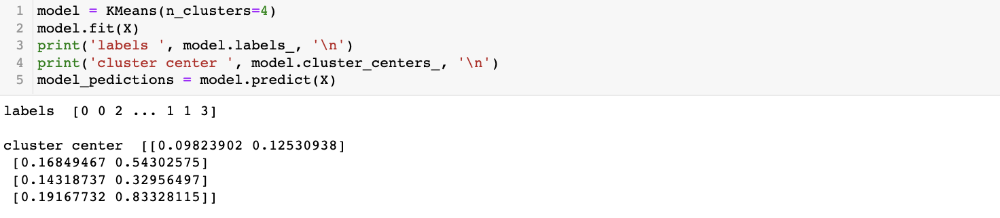 1 model = KMeans(n_clusters=4)
2 model.fit(X)
3 print('labels ', model.labels_, '\n')
4 print('cluster center ', model.cluster_centers_, '\n')
5 model_pedictions = model.predict(X)
labels  [0 0 2 ... 1 1 3]
cluster center  [[0.09823902 0.12530938]
 [0.16849467 0.54302575]
 [0.14318737 0.32956497]
 [0.19167732 0.83328115]]